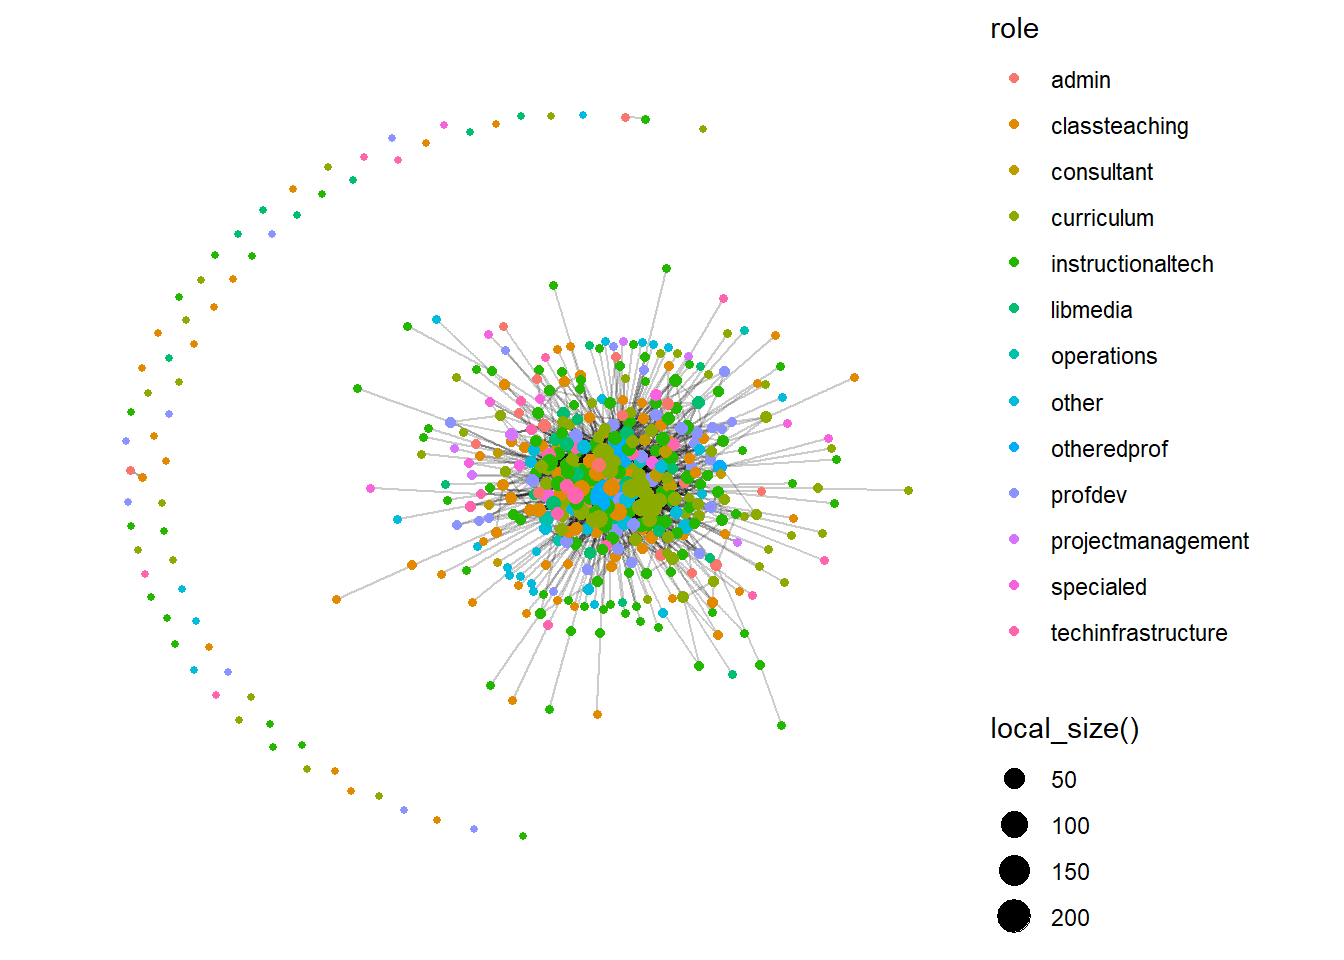 role
admin
classteaching
consultant
curriculum
instructionaltech
libmedia
operations
other
otheredprof
profdev
projectmanagement
specialed
techinfrastructure
local_size()
50
100
150
200